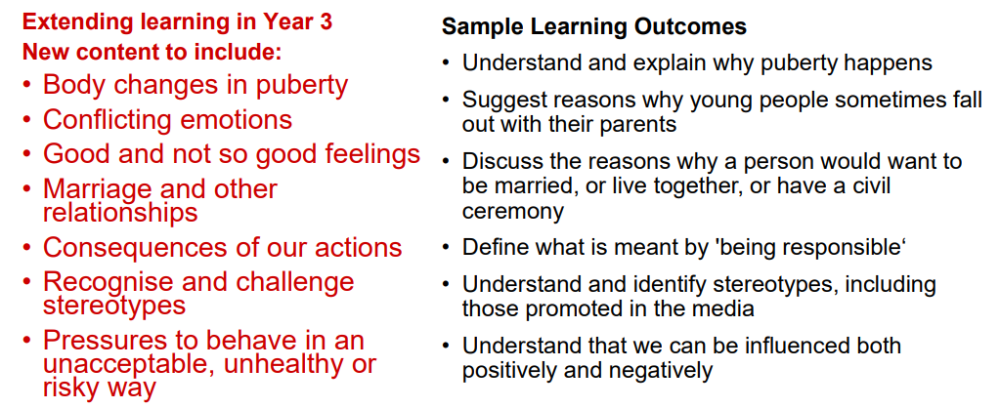 Extending learning in Year 3
New content to include:
• Body changes in puberty
• Conflicting emotions
• Good and not so good feelings
• Marriage and other
relationships
• Consequences of our actions
• Recognise and challenge
stereotypes
• Pressures to behave in an
unacceptable, unhealthy or
risky way
Sample Learning Outcomes
• Understand and explain why puberty happens
• Suggest reasons why young people sometimes fall
out with their parents
• Discuss the reasons why a person would want to
be married, or live together, or have a civil
ceremony
• Define what is meant by 'being responsible‘
• Understand and identify stereotypes, including
those promoted in the media
• Understand that we can be influenced both
positively and negatively